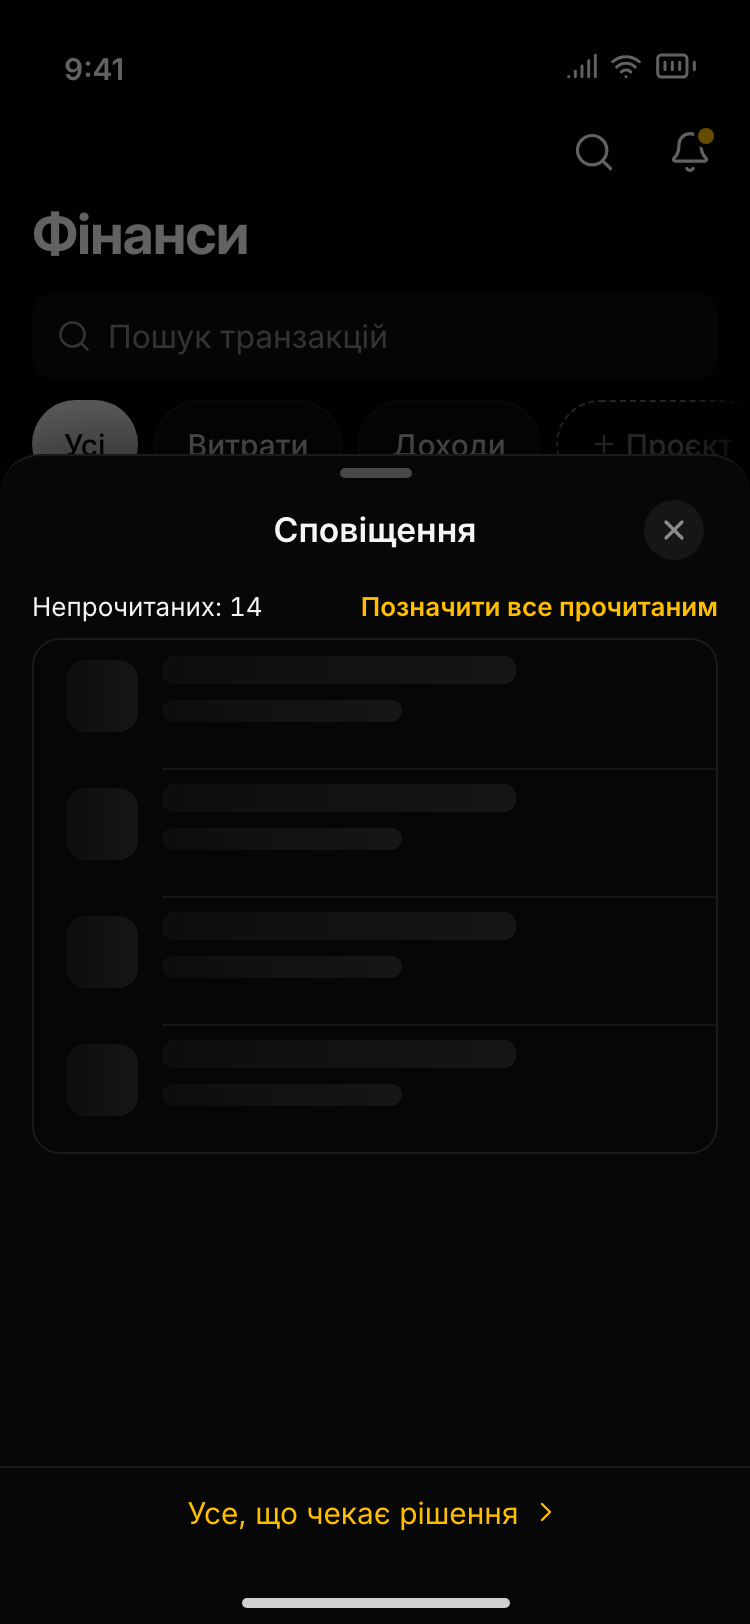 9:41
Фінанси
Пошук транзакцій
Усі Витрати Доходи + Проєкт
Сповіщення
Непрочитаних: 14 Позначити все прочитаним
Усе, що чекає рішення